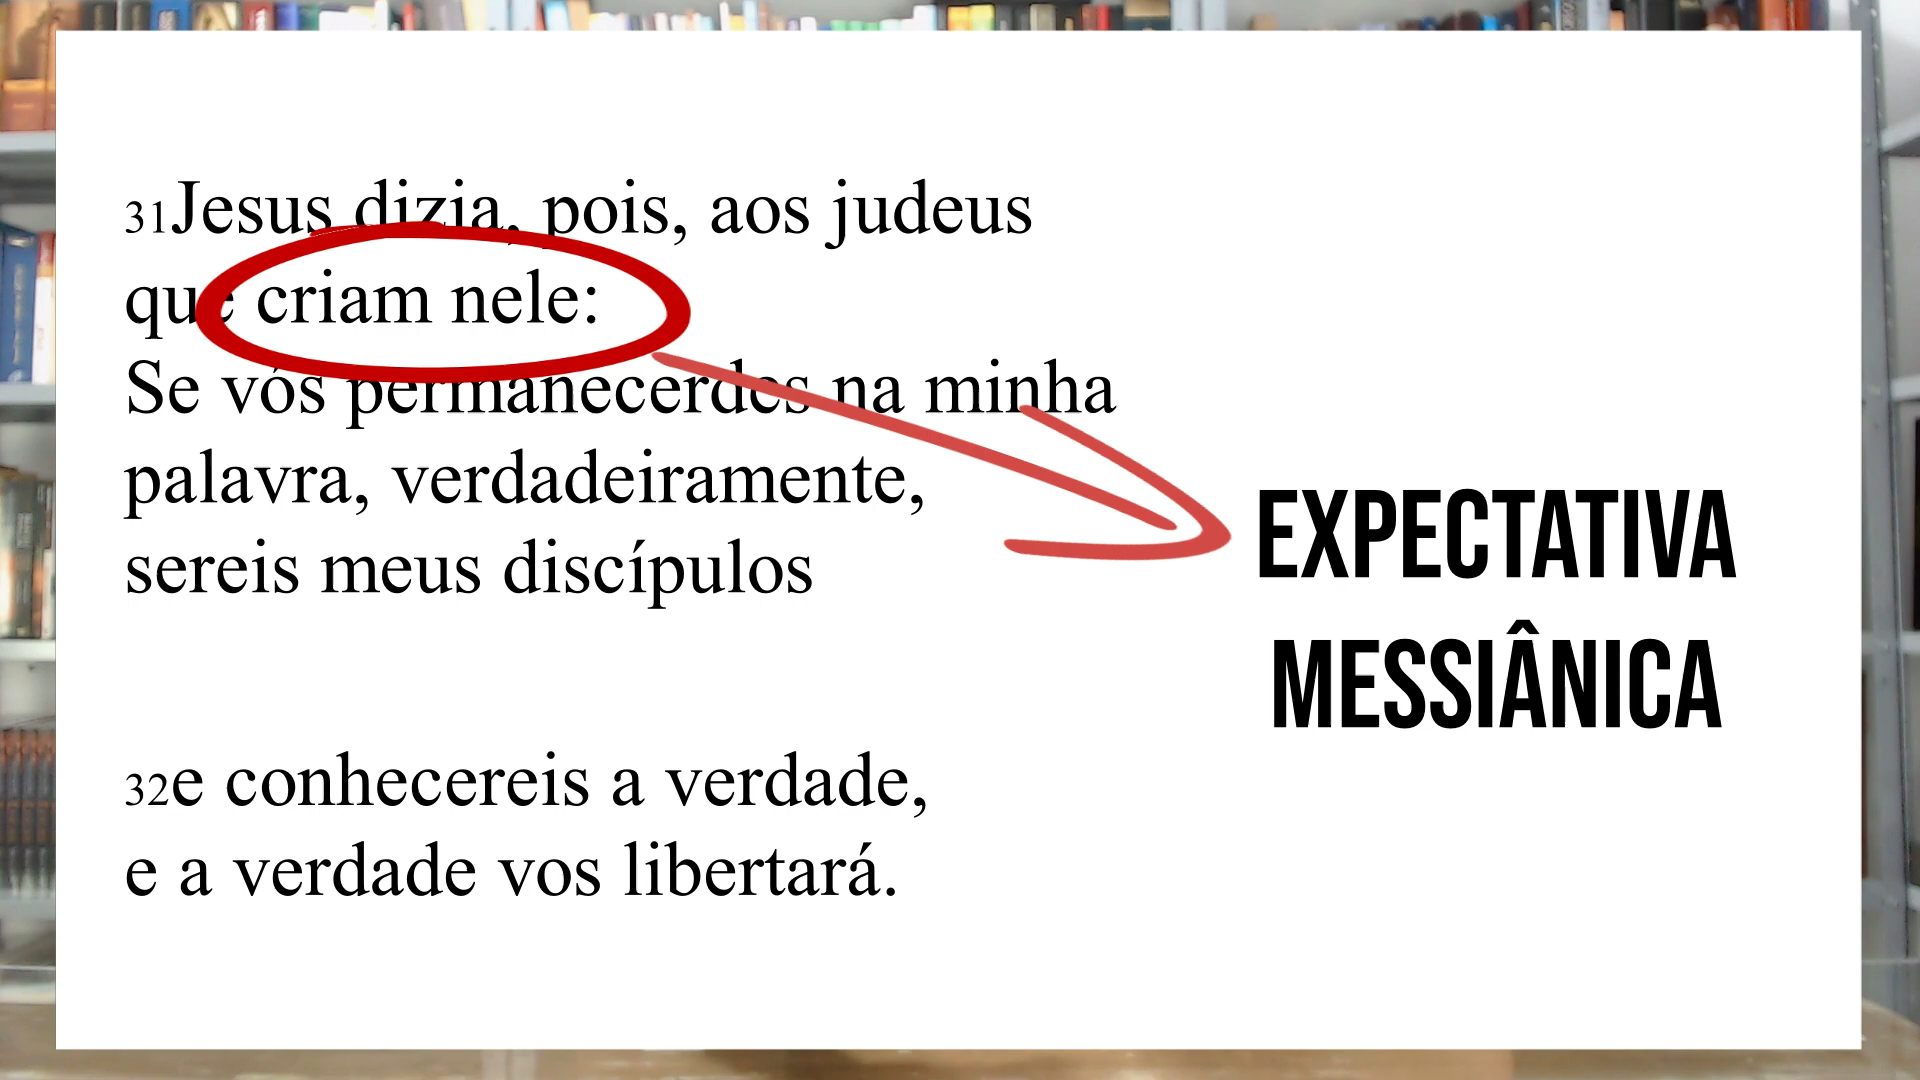 31Jesus dizia, pois, aos judeus
que criam nele:
Se vós permanecerdes na minha
palavra, verdadeiramente,
sereis meus discípulos
32e conhecereis a verdade,
e a verdade vos libertará.
EXPECTATIVA
MESSIÂNICA